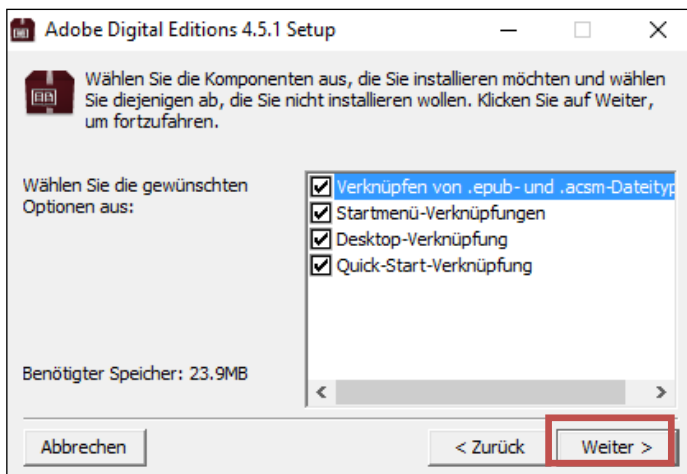 Adobe Digital Editions 4.5.1 Setup
Wählen Sie die Komponenten aus, die Sie installieren möchten und wählen
Sie diejenigen ab, die Sie nicht installieren wollen. Klicken Sie auf Weiter,
um fortzufahren.
Wählen Sie die gewünschten
Optionen aus:
Verknüpfen von .epub- und .acsm-Dateityp
Startmenü-Verknüpfungen
Desktop-Verknüpfung
Quick-Start-Verknüpfung
Benötigter Speicher: 23.9MB
Abbrechen
< Zurück
Weiter >